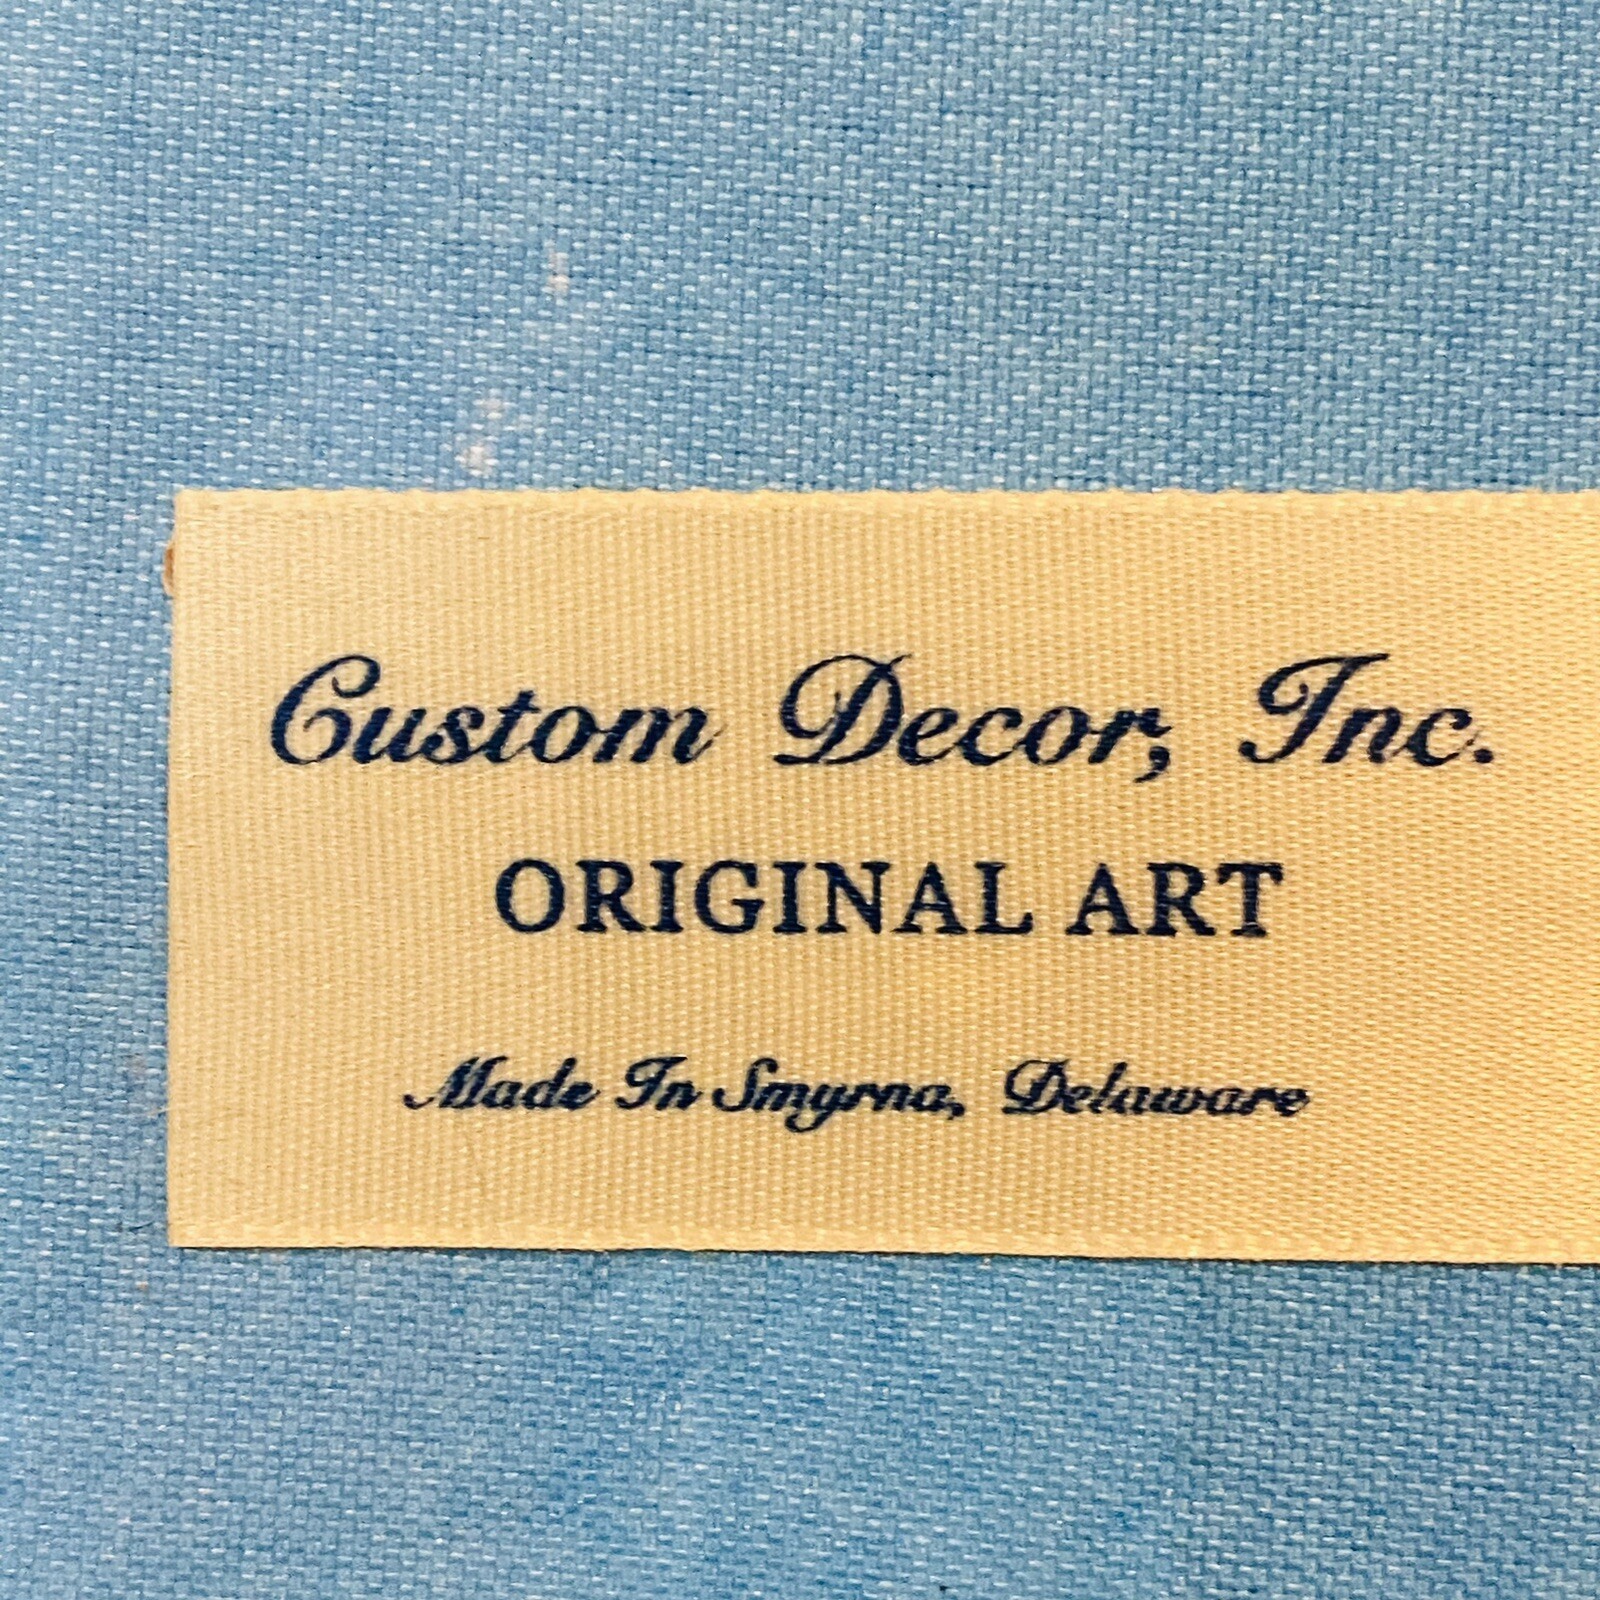 Custom Decor, Inc.
ORIGINAL ART
Made In Smyrna, Delaware